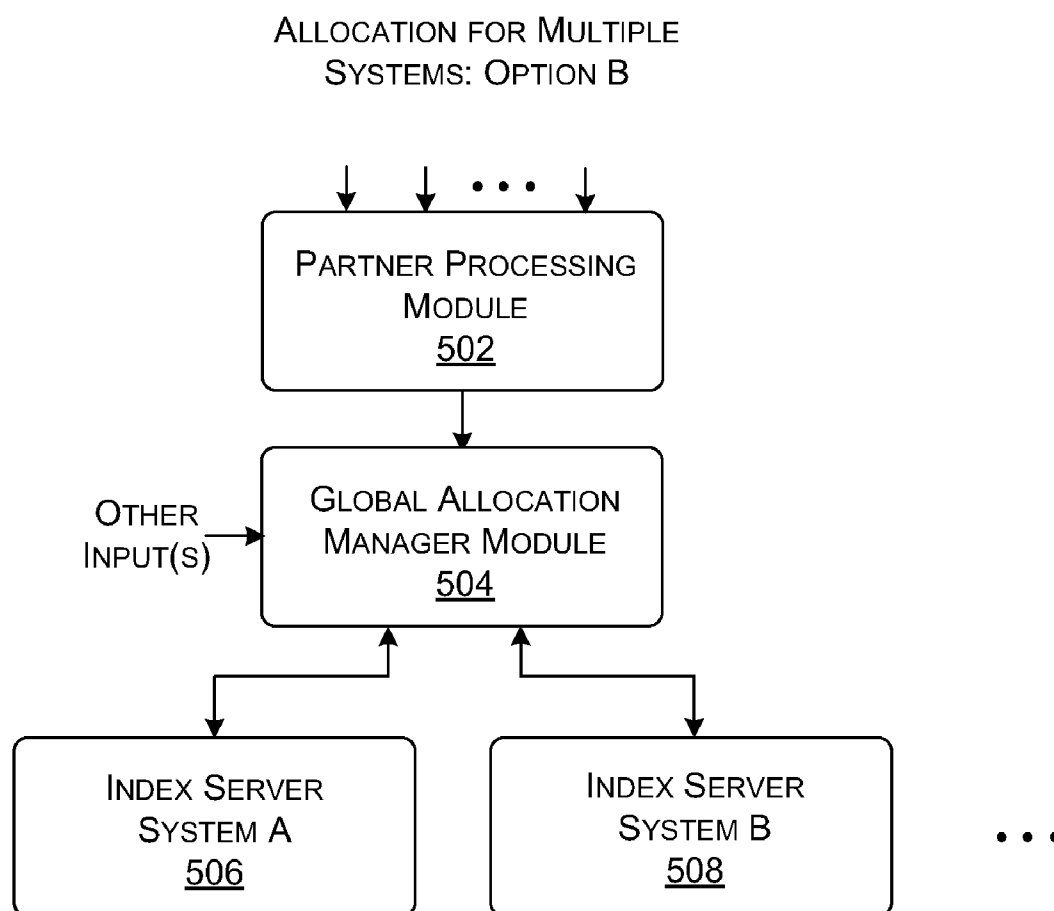 ALLOCATION FOR MULTIPLE
SYSTEMS: OPTION B
• • •
PARTNER PROCESSING
MODULE
502
GLOBAL ALLOCATION
MANAGER MODULE
504
OTHER
INPUT(S)
INDEX SERVER
SYSTEM A
506
INDEX SERVER
SYSTEM B
508
• • •